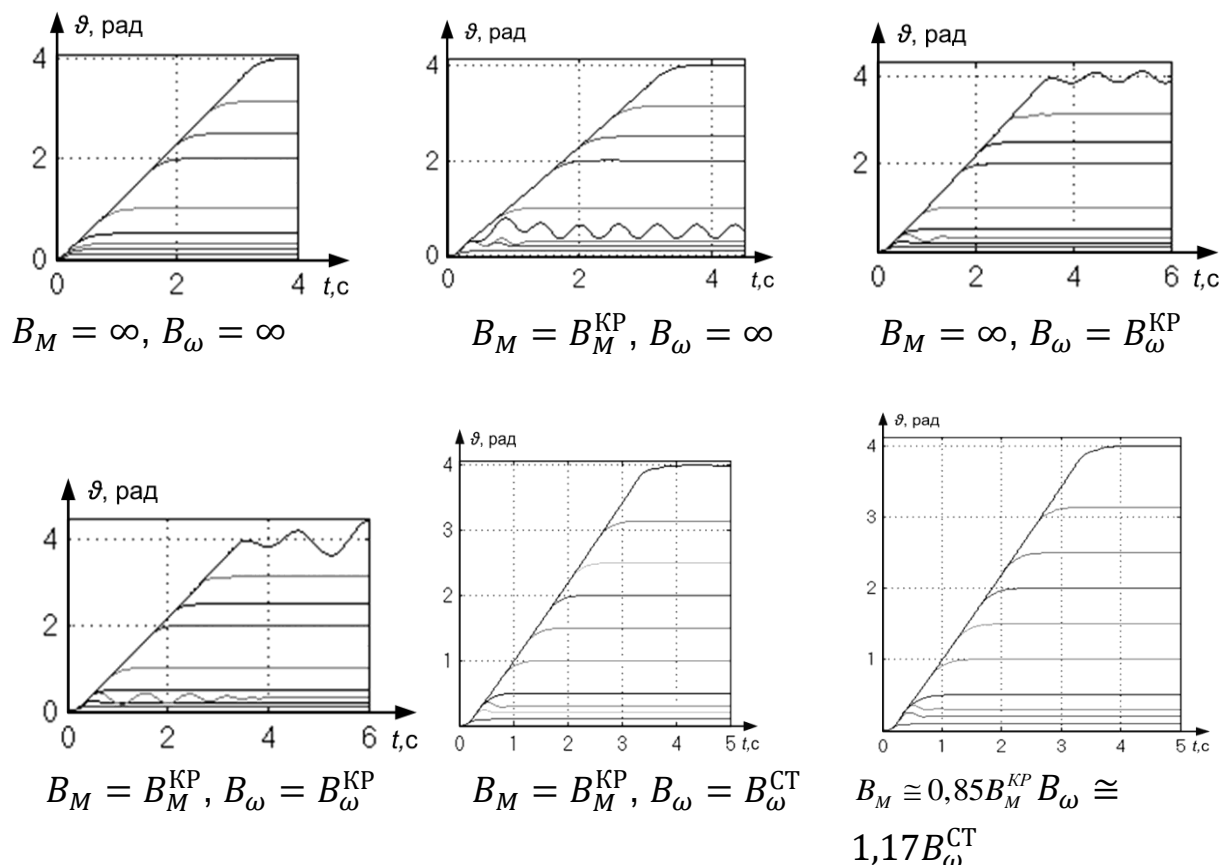 ϑ, рад
4
2
0
0 2 4 t,с
B_M = ∞, B_ω = ∞
ϑ, рад
4
2
0
0 2 4 t,с
B_M = B_M^КР, B_ω = ∞
ϑ, рад
4
2
0
0 2 4 6 t,с
B_M = ∞, B_ω = B_ω^КР
ϑ, рад
4
2
0
0 2 4 6 t,с
B_M = B_M^КР, B_ω = B_ω^КР
ϑ, рад
4
3
2
1
0 1 2 3 4 5 t,с
B_M = B_M^КР, B_ω = B_ω^СТ
ϑ, рад
4
3
2
1
0 1 2 3 4 5 t,с
B_M ≅ 0,85B_M^КР B_ω ≅
1,17B_ω^СТ